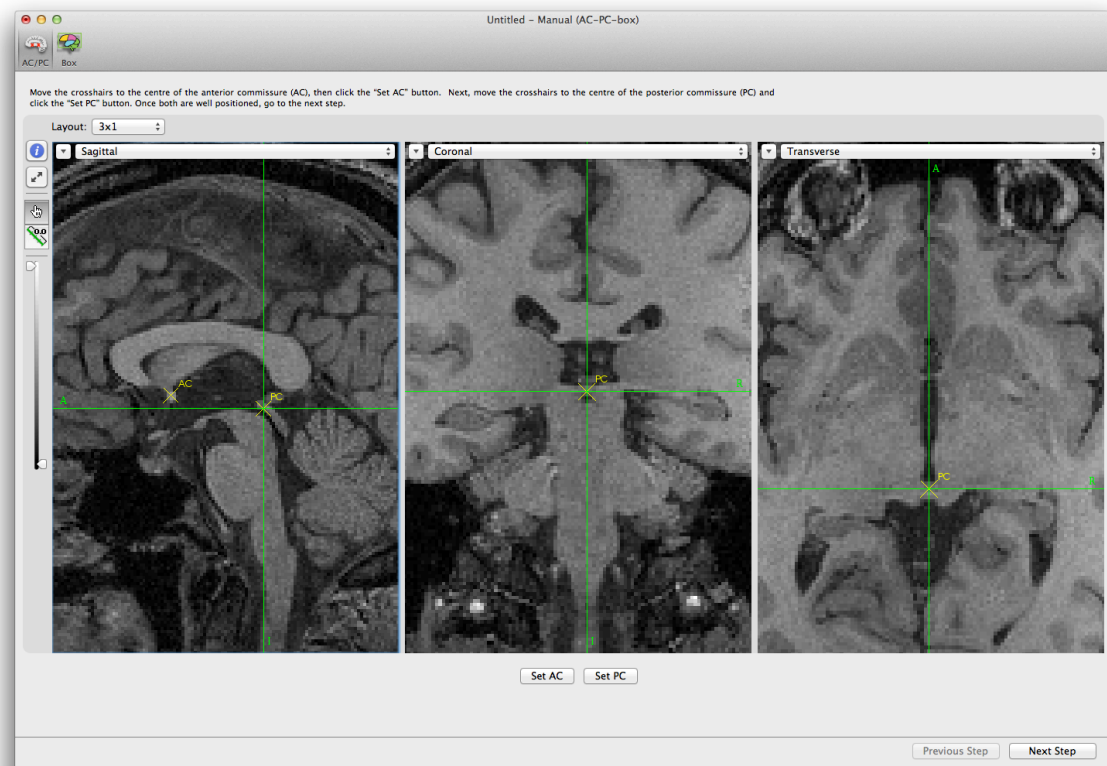 Untitled – Manual (AC-PC-box)
AC/PC
Box
Move the crosshairs to the centre of the anterior commissure (AC), then click the “Set AC” button.  Next, move the crosshairs to the centre of the posterior commissure (PC) and
click the “Set PC” button. Once both are well positioned, go to the next step.
Layout: 3x1
Sagittal
Coronal
Transverse
A
AC
PC
PC
A
PC
I
I
Set AC
Set PC
Previous Step
Next Step